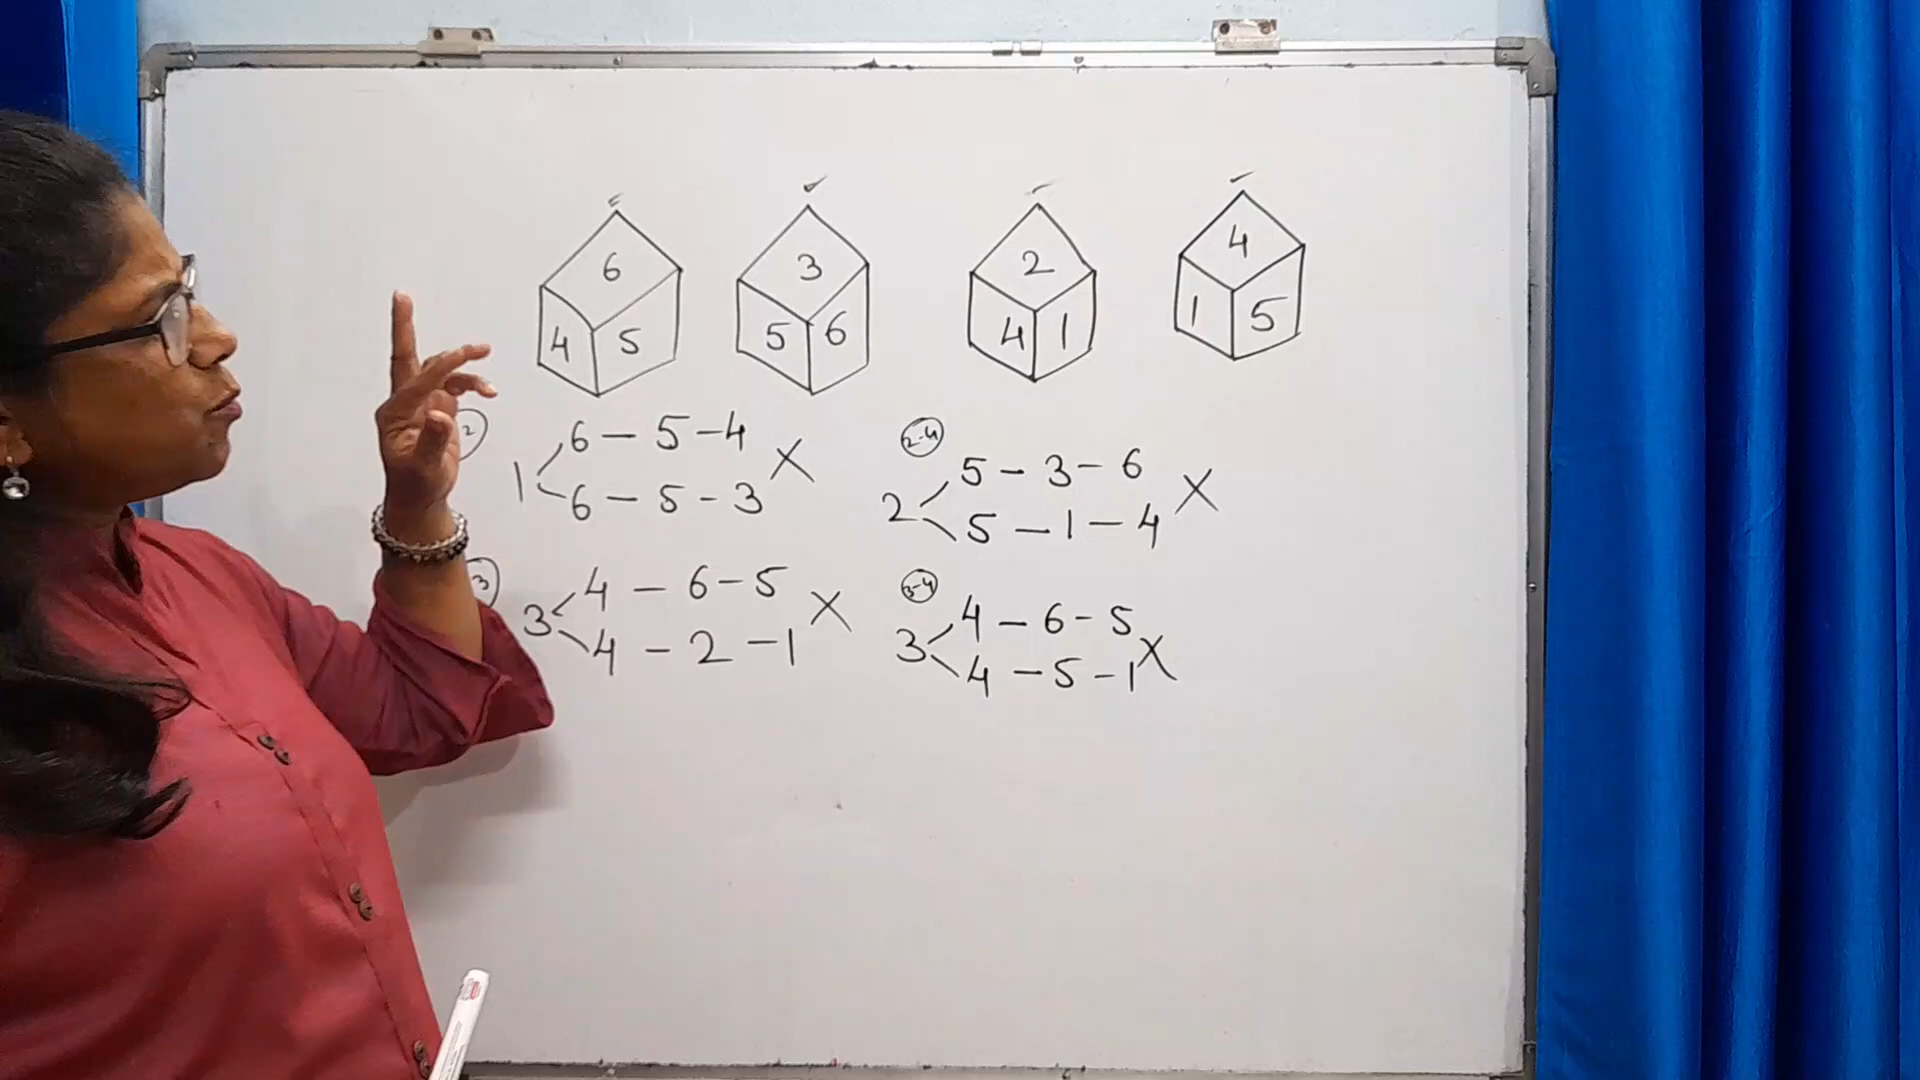 6
4 5
3
5 6
2
4 1
4
1 5
2
6 – 5 – 4
1 X
6 – 5 – 3
2-4
5 – 3 – 6
2 X
5 – 1 – 4
3
4 – 6 – 5
3 X
4 – 2 – 1
3-4
4 – 6 – 5
3 X
4 – 5 – 1